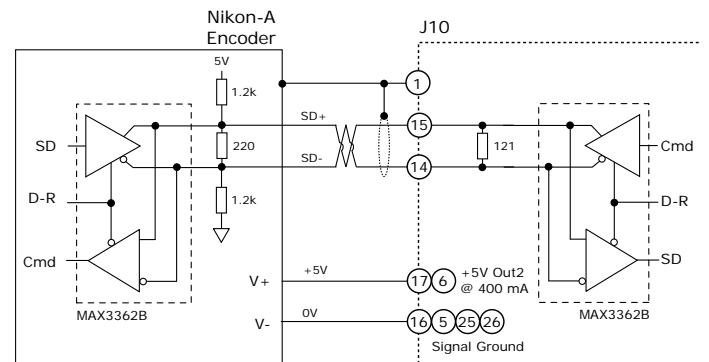 Nikon-A
Encoder
J10
5V
1.2k
1
SD+
15
SD
220
121
Cmd
SD-
14
D-R
1.2k
D-R
Cmd
SD
V+
+5V
17 6
+5V Out2
@ 400 mA
MAX3362B
MAX3362B
V-
0V
16 5 25 26
Signal Ground